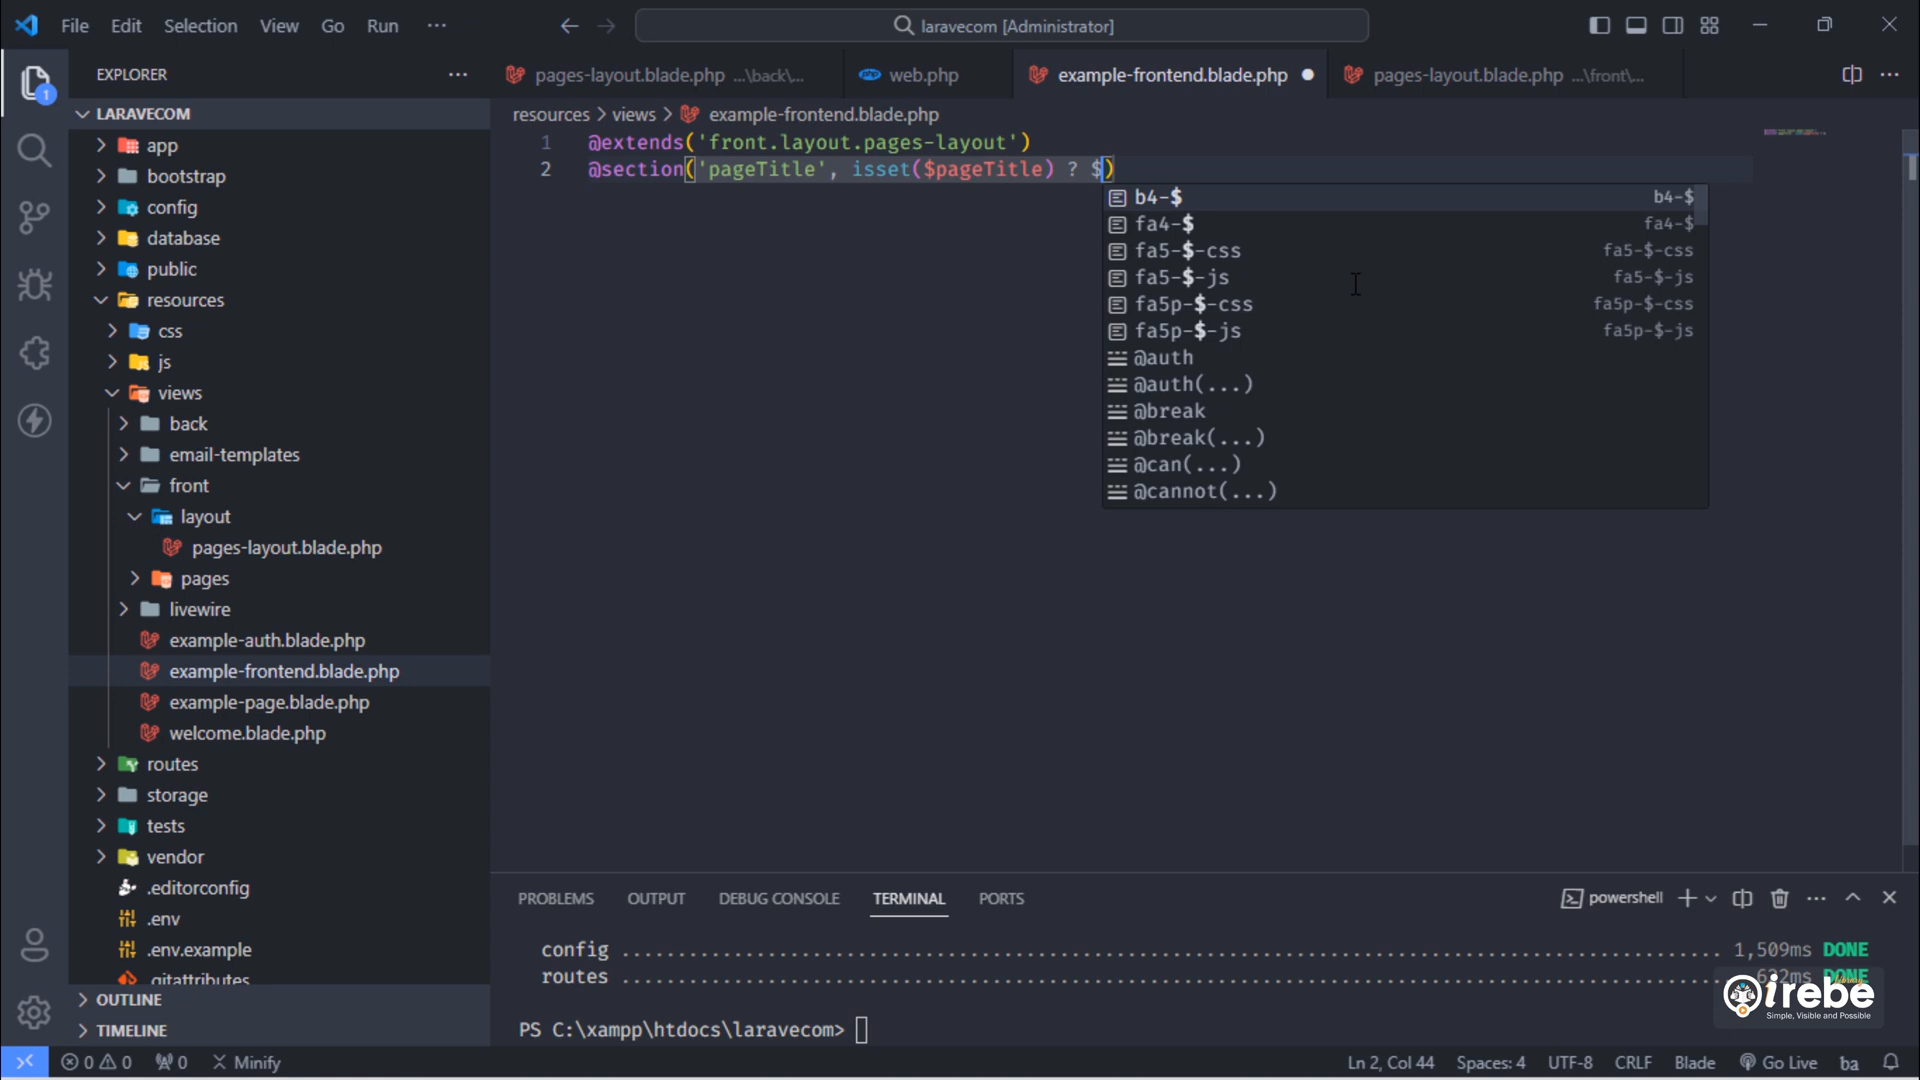 File Edit Selection View Go Run ··· laravecom [Administrator]
EXPLORER ···
pages-layout.blade.php ...\back\... web.php example-frontend.blade.php pages-layout.blade.php ...\front\...
LARAVECOM
app
bootstrap
config
database
public
resources
css
js
views
back
email-templates
front
layout
pages-layout.blade.php
pages
livewire
example-auth.blade.php
example-frontend.blade.php
example-page.blade.php
welcome.blade.php
routes
storage
tests
vendor
.editorconfig
.env
.env.example
.gitattributes
OUTLINE
TIMELINE
resources > views > example-frontend.blade.php
1 @extends('front.layout.pages-layout')
2 @section('pageTitle', isset($pageTitle) ? $)
b4-$ b4-$
fa4-$ fa4-$
fa5-$-css fa5-$-css
fa5-$-js fa5-$-js
fa5p-$-css fa5p-$-css
fa5p-$-js fa5p-$-js
@auth
@auth(...)
@break
@break(...)
@can(...)
@cannot(...)
PROBLEMS OUTPUT DEBUG CONSOLE TERMINAL PORTS powershell
config ................................................ 1,509ms DONE
routes ................................................ 622ms DONE
PS C:\xampp\htdocs\laravecom>
irebe
Simple, Visible and Possible
0 0 0 Minify Ln 2, Col 44 Spaces: 4 UTF-8 CRLF Blade Go Live ba